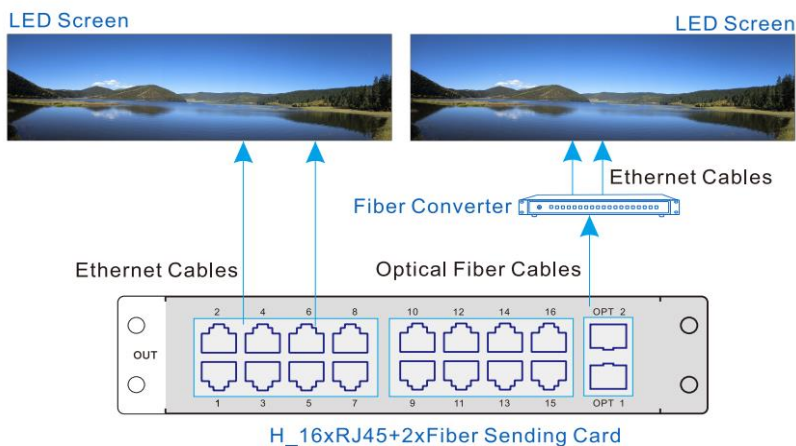 LED Screen
LED Screen
Ethernet Cables
Fiber Converter
Ethernet Cables
Optical Fiber Cables
2 4 6 8 10 12 14 16 OPT 2
OUT
1 3 5 7 9 11 13 15 OPT 1
H_16xRJ45+2xFiber Sending Card